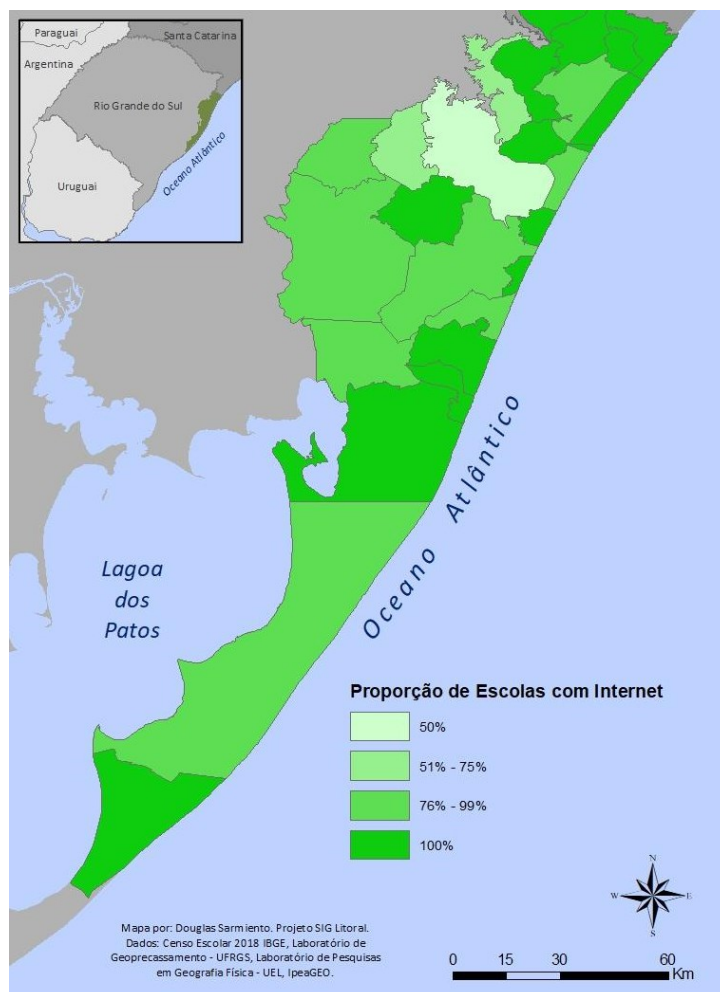 Paraguai
Santa Catarina
Argentina
Rio Grande do Sul
Uruguai
Oceano Atlântico
Oceano Atlântico
Lagoa
dos
Patos
Proporção de Escolas com Internet
50%
51% - 75%
76% - 99%
100%
N
W
E
S
Mapa por: Douglas Sarmiento. Projeto SIG Litoral.
Dados: Censo Escolar 2018 IBGE, Laboratório de
Geoprecassamento - UFRGS, Laboratório de Pesquisas
em Geografia Física - UEL, IpeaGEO.
0 15 30 60
Km